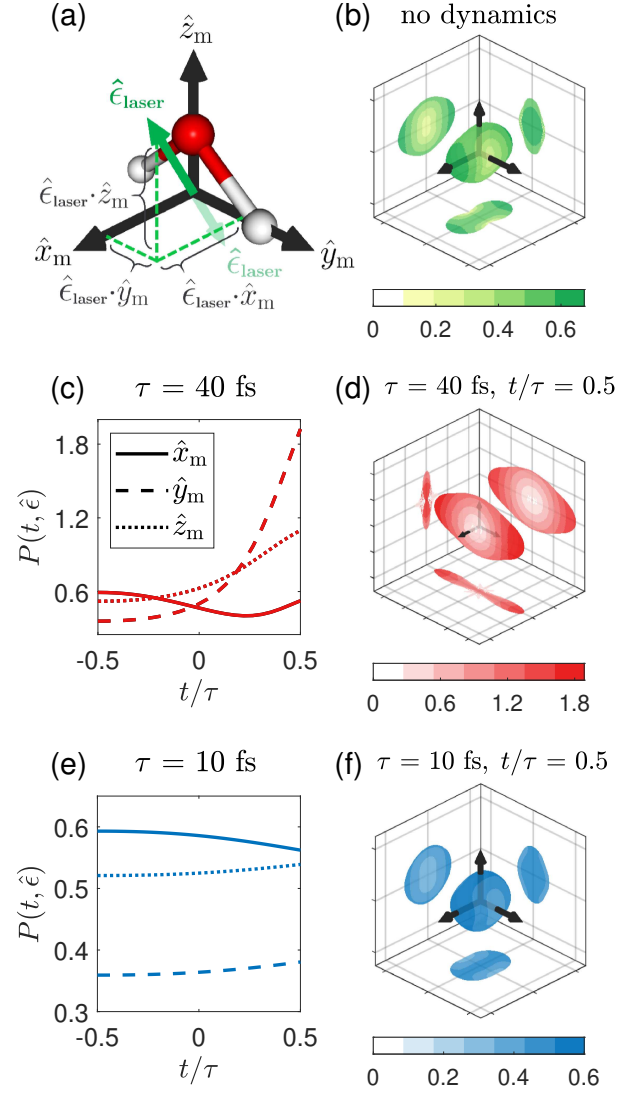 (a)
ẑm
ε̂laser
ε̂laser·ẑm
x̂m
ε̂laser·ŷm
ε̂laser·x̂m
ε̂laser
ŷm
(b) no dynamics
0 0.2 0.4 0.6
(c) τ = 40 fs
P(t, ε̂)
1.8
1.2
0.6
x̂m
ŷm
ẑm
-0.5 0 0.5
t/τ
(d) τ = 40 fs, t/τ = 0.5
0 0.6 1.2 1.8
(e) τ = 10 fs
P(t, ε̂)
0.6
0.5
0.4
0.3
-0.5 0 0.5
t/τ
(f) τ = 10 fs, t/τ = 0.5
0 0.2 0.4 0.6